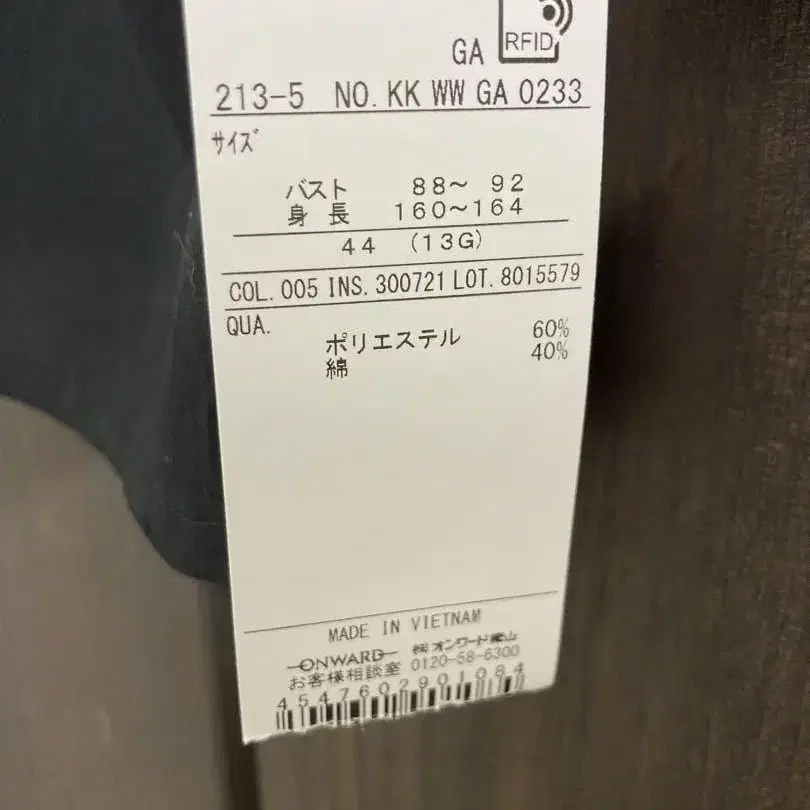 RFID
GA
213-5 NO. KK WW GA 0233
サイズ
バスト 88～ 92
身 長 160～164
44 (13G)
COL. 005 INS. 300721 LOT. 8015579
QUA.
ポリエステル 60%
綿 40%
MADE IN VIETNAM
ONWARD ㈱オンワード樫山
お客様相談室 0120-58-6300
4547602901084